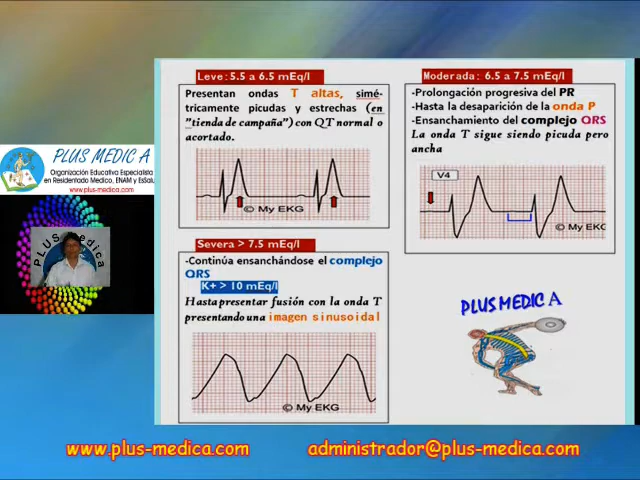 Leve: 5.5 a 6.5 mEq/l
Presentan ondas T altas, simé-
tricamente picudas y estrechas (en
"tienda de campaña") con QT normal o
acortado.
© My EKG
Moderada: 6.5 a 7.5 mEq/l
-Prolongación progresiva del PR
-Hasta la desaparición de la onda P
-Ensanchamiento del complejo QRS
La onda T sigue siendo picuda pero
ancha
V4
© My EKG
PLUS MEDIC A
Organización Educativa Especialista
en Residentado Medico, ENAM y EsSalud
www.plus-medica.com
PLUS medica
Severa > 7.5 mEq/l
-Continúa ensanchándose el complejo
QRS
K+ > 10 mEq/l
Hasta presentar fusión con la onda T
presentando una imagen sinusoidal
© My EKG
PLUS MEDIC A
www.plus-medica.com
administrador@plus-medica.com